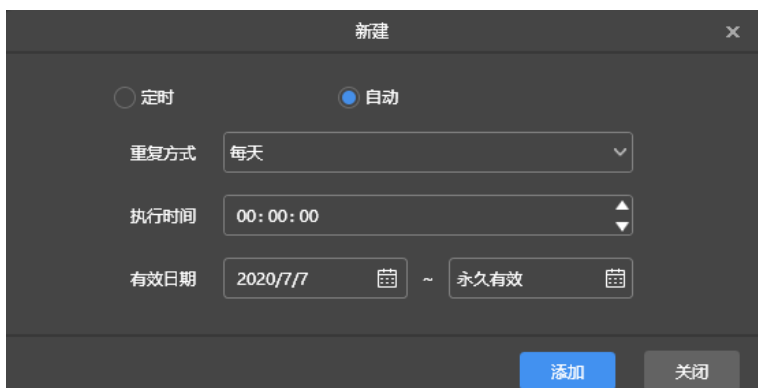 新建
定时 自动
重复方式 每天
执行时间 00:00:00
有效日期 2020/7/7 ~ 永久有效
添加 关闭